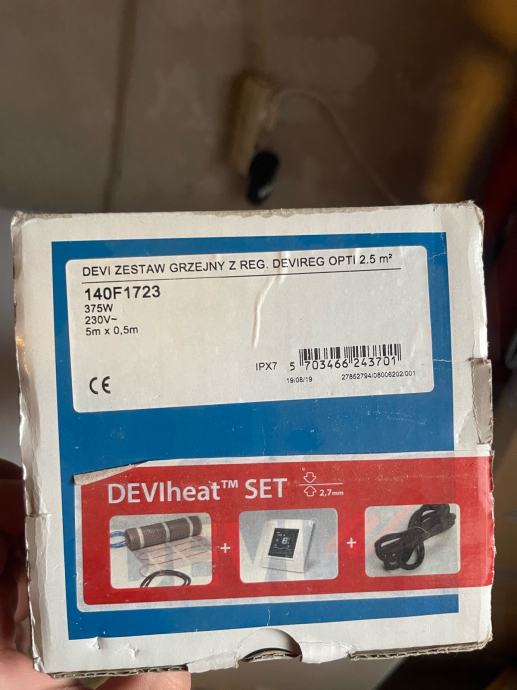 DEVI ZESTAW GRZEJNY Z REG. DEVIREG OPTI 2.5 m²
140F1723
375W
230V~
5m x 0,5m
IPX7 5 703466 243701
19/08/19 27852794/08006202/001
CE
DEVIheat™ SET
2,7mm
+ +